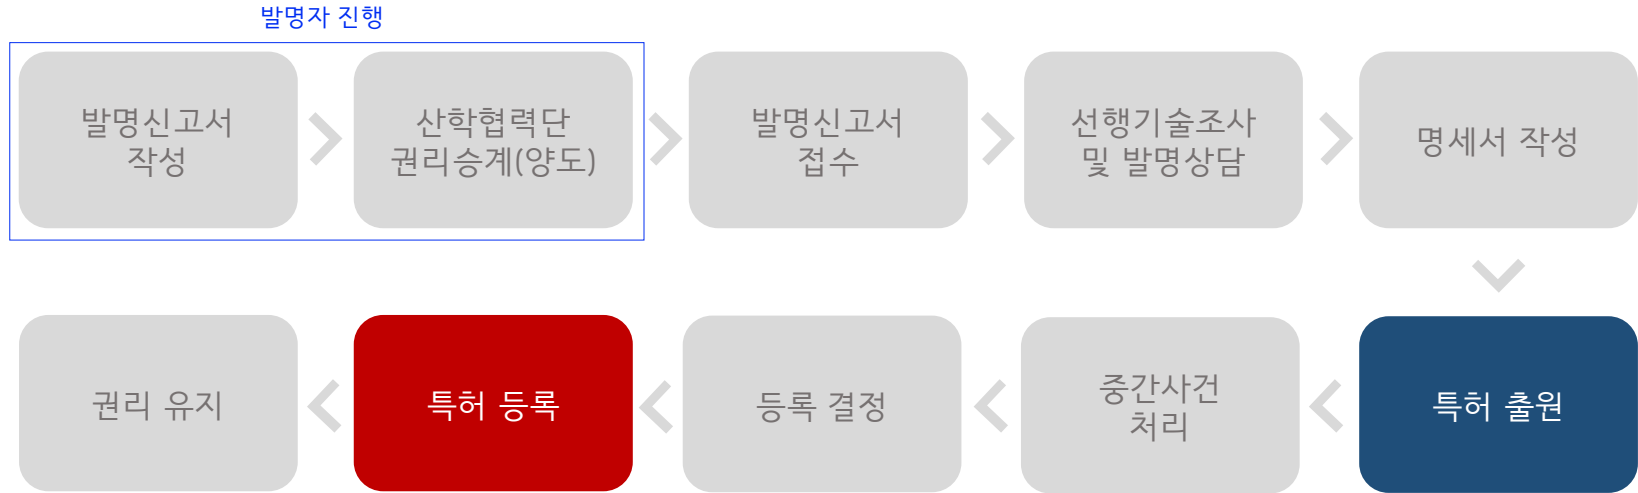 발명자 진행
발명신고서
작성
산학협력단
권리승계(양도)
발명신고서
접수
선행기술조사
및 발명상담
명세서 작성
특허 출원
중간사건
처리
등록 결정
특허 등록
권리 유지